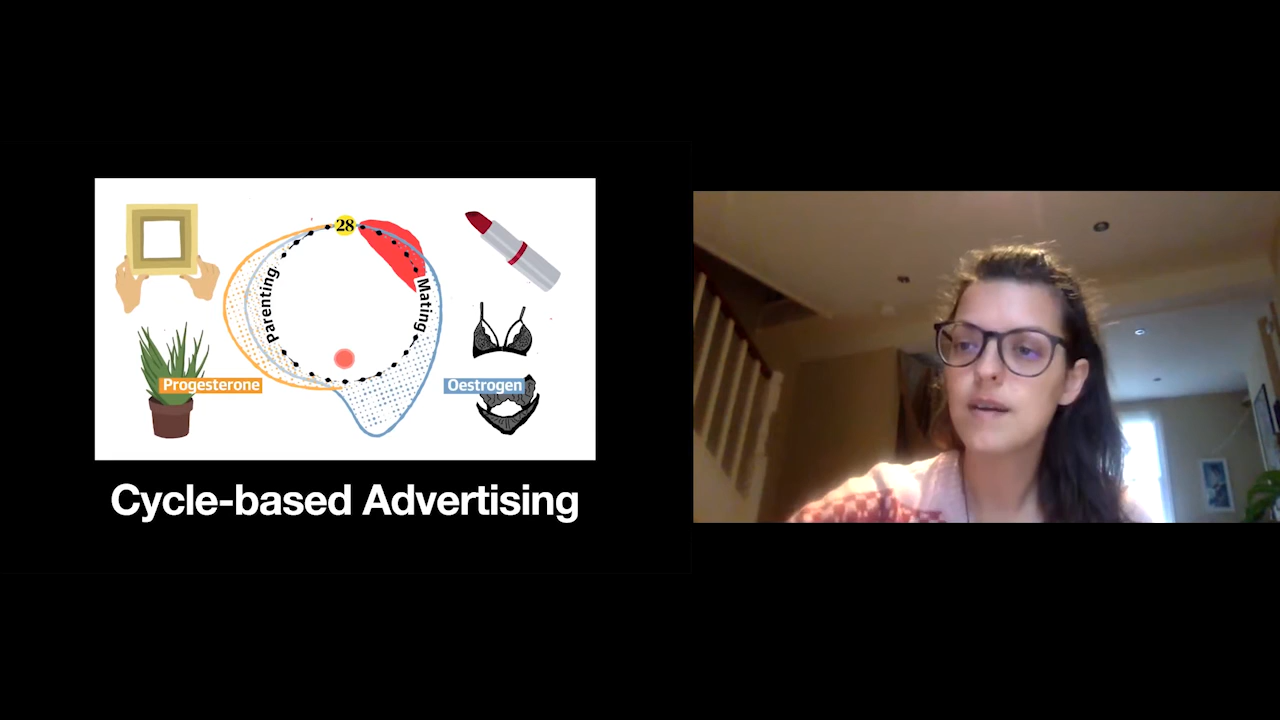 28
Parenting
Mating
Progesterone
Oestrogen
Cycle-based Advertising